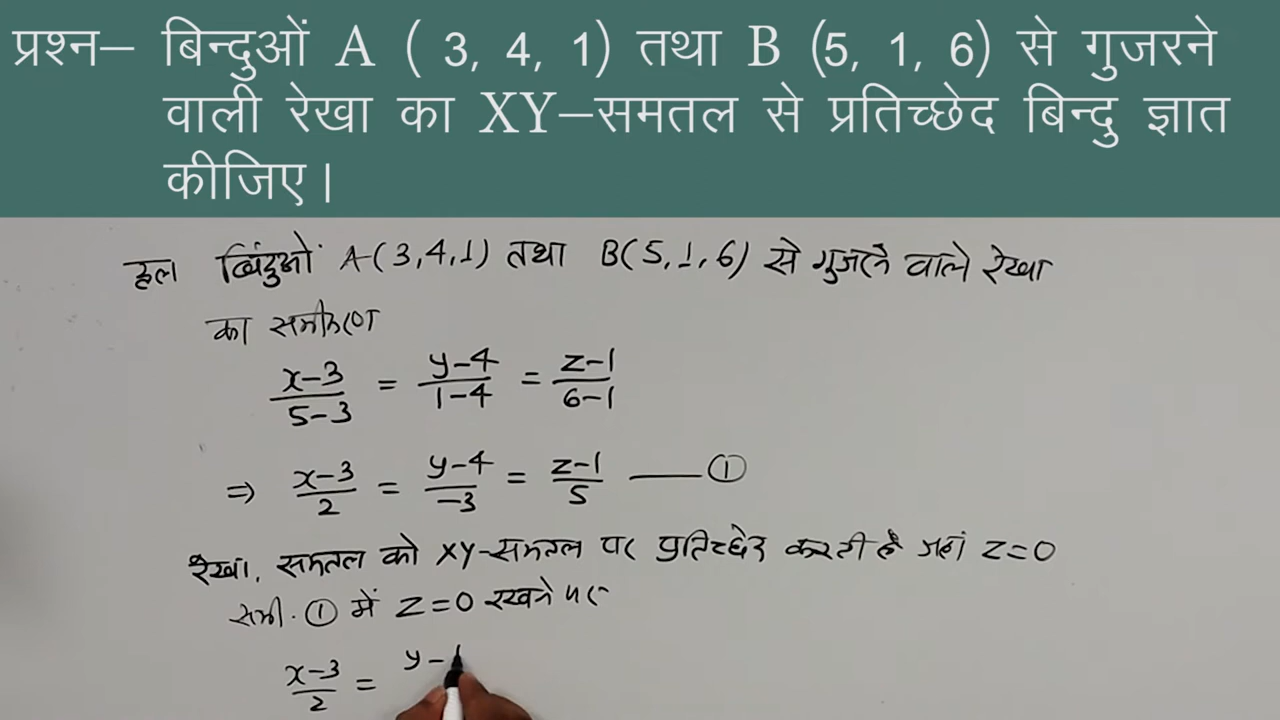 प्रश्न– बिन्दुओं A ( 3, 4, 1) तथा B (5, 1, 6) से गुजरने
वाली रेखा का XY–समतल से प्रतिच्छेद बिन्दु ज्ञात
कीजिए।
हल बिंदुओं A(3,4,1) तथा B(5,1,6) से गुजरने वाले रेखा
का समीकरण
x-3/5-3 = y-4/1-4 = z-1/6-1
⇒ x-3/2 = y-4/-3 = z-1/5 —— ①
रेखा, समतल को XY-समतल पर प्रतिच्छेद करती है जहां z=0
समी. ① में z=0 रखने पर
x-3/2 = y-